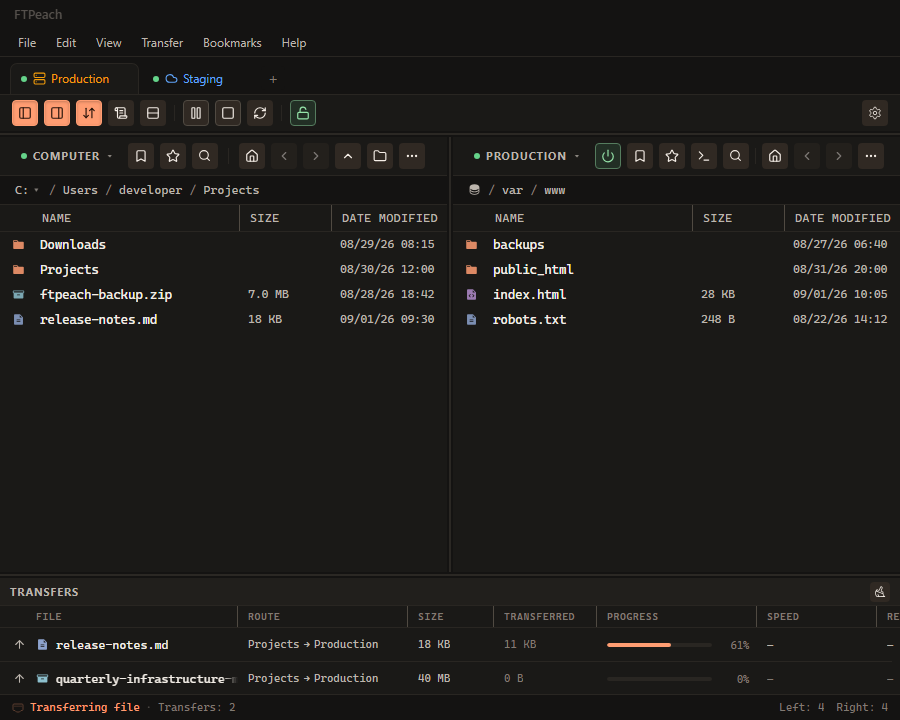 FTPeach
File Edit View Transfer Bookmarks Help
Production Staging +
COMPUTER PRODUCTION
C: / Users / developer / Projects / var / www
NAME SIZE DATE MODIFIED NAME SIZE DATE MODIFIED
Downloads 08/29/26 08:15 backups 08/27/26 06:40
Projects 08/30/26 12:00 public_html 08/31/26 20:00
ftpeach-backup.zip 7.0 MB 08/28/26 18:42 index.html 28 KB 09/01/26 10:05
release-notes.md 18 KB 09/01/26 09:30 robots.txt 248 B 08/22/26 14:12
TRANSFERS
FILE ROUTE SIZE TRANSFERRED PROGRESS SPEED RE
release-notes.md Projects → Production 18 KB 11 KB 61% — —
quarterly-infrastructure- Projects → Production 40 MB 0 B 0% — —
Transferring file · Transfers: 2 Left: 4 Right: 4